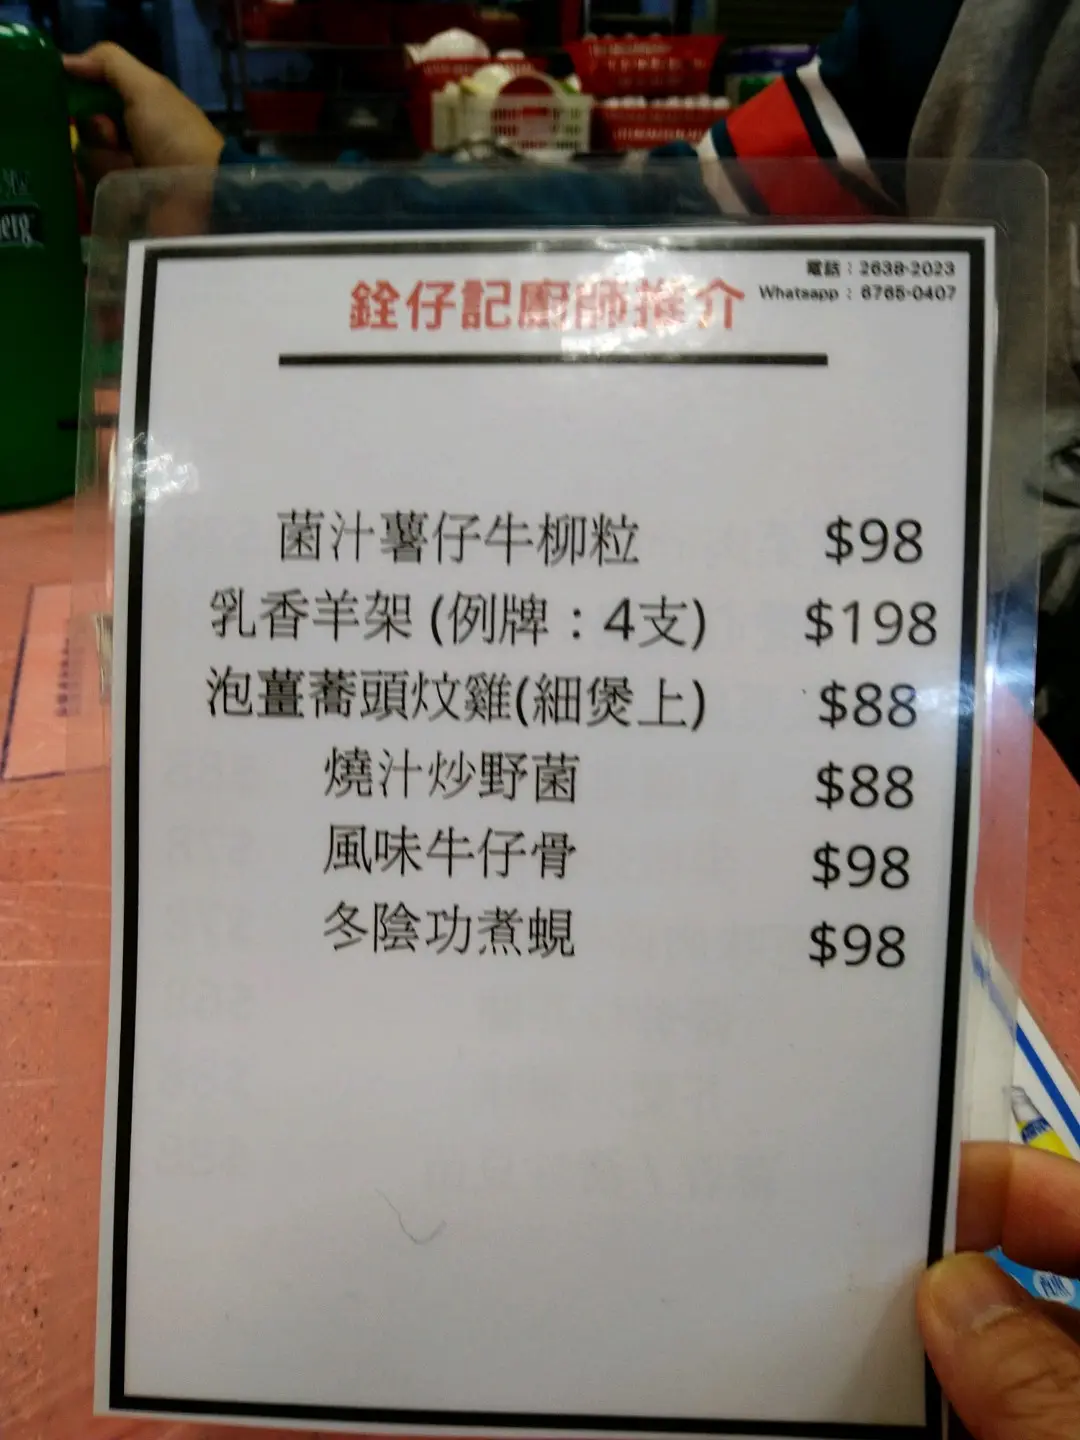 電話：2638-2023
Whatsapp : 6765-0407
銓仔記廚師推介
菌汁薯仔牛柳粒 $98
乳香羊架 (例牌：4支) $198
泡薑蕎頭炆雞(細煲上) $88
燒汁炒野菌 $88
風味牛仔骨 $98
冬陰功煮蜆 $98
erg